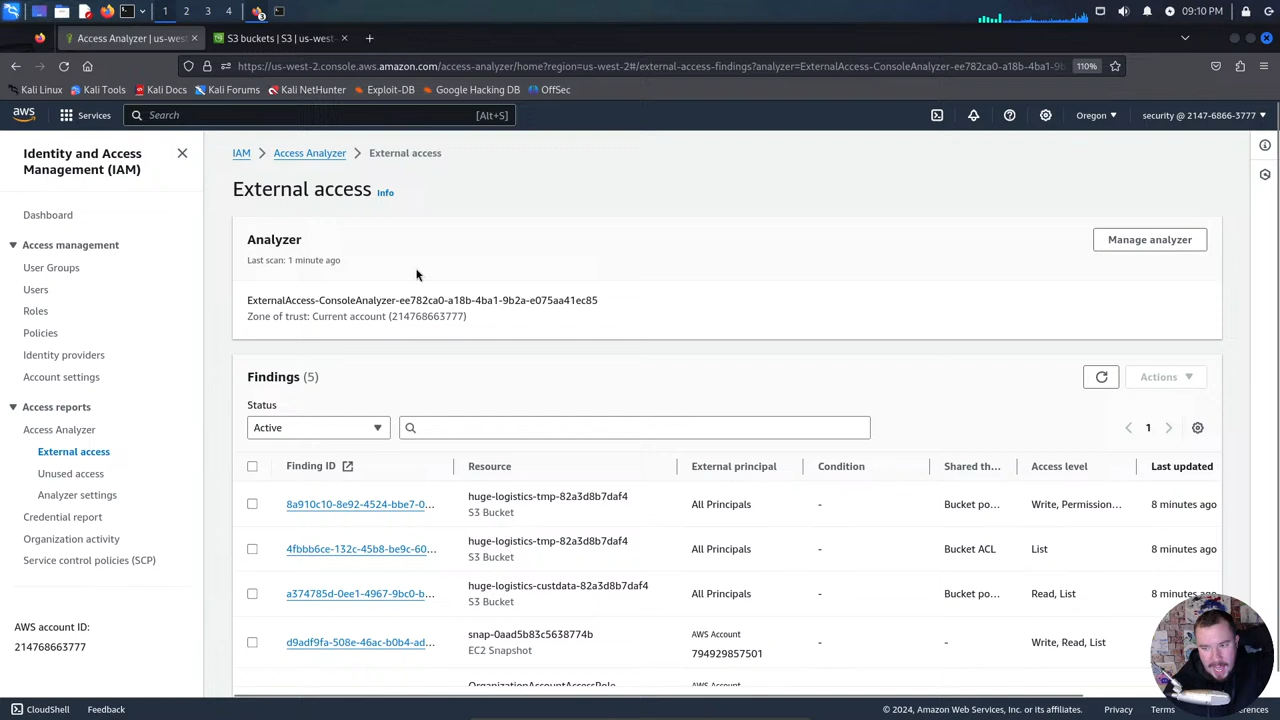 1 2 3 4
09:10 PM
Access Analyzer | us-west
S3 buckets | S3 | us-west-
https://us-west-2.console.aws.amazon.com/access-analyzer/home?region=us-west-2#/external-access-findings?analyzer=ExternalAccess-ConsoleAnalyzer-ee782ca0-a18b-4ba1-9b
110%
Kali Linux Kali Tools Kali Docs Kali Forums Kali NetHunter Exploit-DB Google Hacking DB OffSec
aws Services Search [Alt+S] Oregon security @ 2147-6866-3777
Identity and Access
Management (IAM)
Dashboard
Access management
User Groups
Users
Roles
Policies
Identity providers
Account settings
Access reports
Access Analyzer
External access
Unused access
Analyzer settings
Credential report
Organization activity
Service control policies (SCP)
AWS account ID:
214768663777
IAM > Access Analyzer > External access
External access Info
Analyzer
Last scan: 1 minute ago
Manage analyzer
ExternalAccess-ConsoleAnalyzer-ee782ca0-a18b-4ba1-9b2a-e075aa41ec85
Zone of trust: Current account (214768663777)
Findings (5)
Actions
Status
Active
1
Finding ID Resource External principal Condition Shared th... Access level Last updated
8a910c10-8e92-4524-bbe7-0... huge-logistics-tmp-82a3d8b7daf4 All Principals - Bucket po... Write, Permission... 8 minutes ago
S3 Bucket
4fbbb6ce-132c-45b8-be9c-60... huge-logistics-tmp-82a3d8b7daf4 All Principals - Bucket ACL List 8 minutes ago
S3 Bucket
a374785d-0ee1-4967-9bc0-b... huge-logistics-custdata-82a3d8b7daf4 All Principals - Bucket po... Read, List 8 minutes
S3 Bucket
d9adf9fa-508e-46ac-b0b4-ad... snap-0aad5b83c5638774b AWS Account - - Write, Read, List
EC2 Snapshot 794929857501
OrganizationAccountAccessRole AWS Account
CloudShell Feedback © 2024, Amazon Web Services, Inc. or its affiliates. Privacy Terms